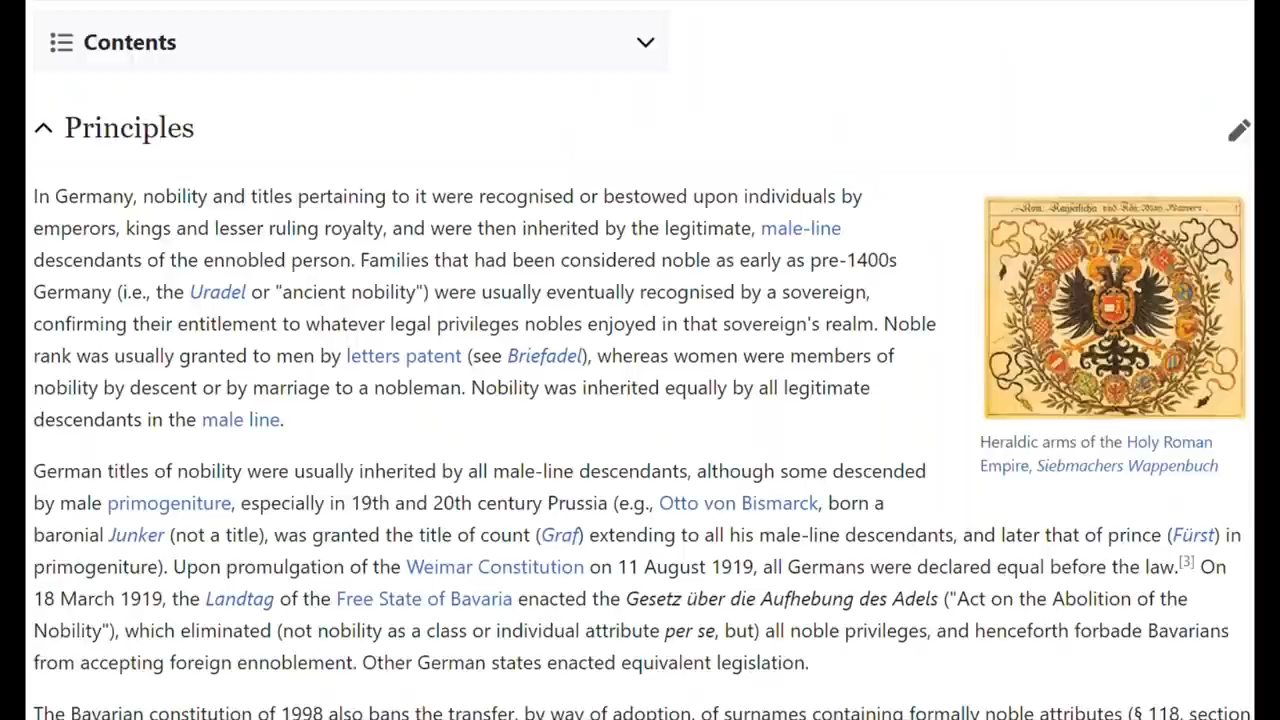 Contents
Principles
In Germany, nobility and titles pertaining to it were recognised or bestowed upon individuals by
emperors, kings and lesser ruling royalty, and were then inherited by the legitimate, male-line
descendants of the ennobled person. Families that had been considered noble as early as pre-1400s
Germany (i.e., the Uradel or "ancient nobility") were usually eventually recognised by a sovereign,
confirming their entitlement to whatever legal privileges nobles enjoyed in that sovereign's realm. Noble
rank was usually granted to men by letters patent (see Briefadel), whereas women were members of
nobility by descent or by marriage to a nobleman. Nobility was inherited equally by all legitimate
descendants in the male line.
Heraldic arms of the Holy Roman
Empire, Siebmachers Wappenbuch
German titles of nobility were usually inherited by all male-line descendants, although some descended
by male primogeniture, especially in 19th and 20th century Prussia (e.g., Otto von Bismarck, born a
baronial Junker (not a title), was granted the title of count (Graf) extending to all his male-line descendants, and later that of prince (Fürst) in
primogeniture). Upon promulgation of the Weimar Constitution on 11 August 1919, all Germans were declared equal before the law.[3] On
18 March 1919, the Landtag of the Free State of Bavaria enacted the Gesetz über die Aufhebung des Adels ("Act on the Abolition of the
Nobility"), which eliminated (not nobility as a class or individual attribute per se, but) all noble privileges, and henceforth forbade Bavarians
from accepting foreign ennoblement. Other German states enacted equivalent legislation.
The Bavarian constitution of 1998 also bans the transfer, by way of adoption, of surnames containing formally noble attributes (§ 118, section